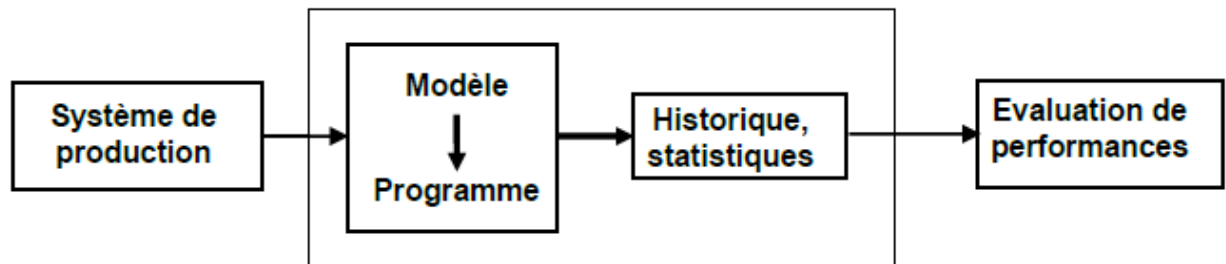 Système de
production
Modèle
Programme
Historique,
statistiques
Evaluation de
performances